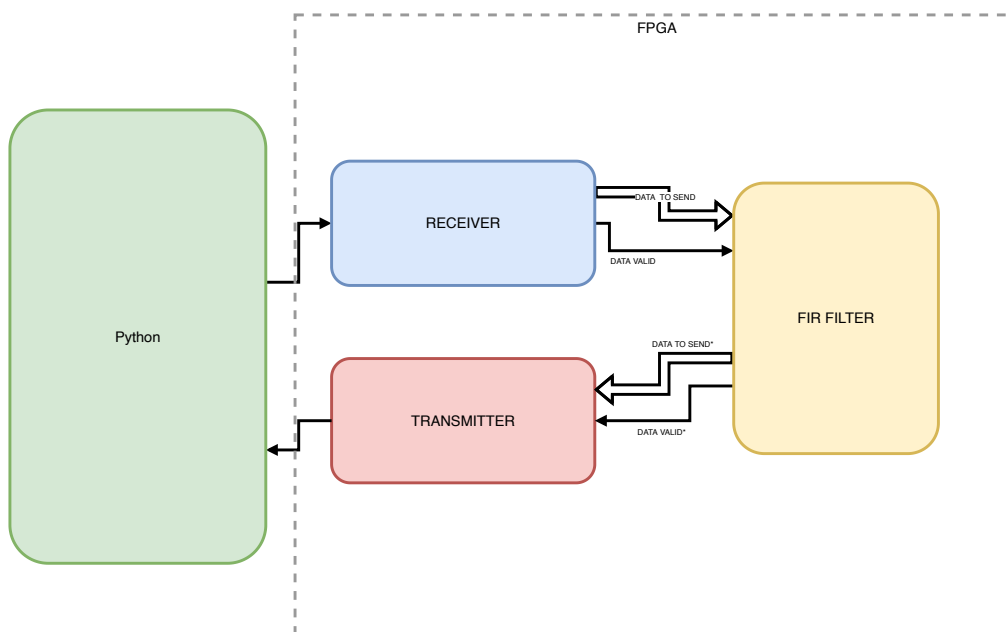 FPGA
RECEIVER
DATA TO SEND
DATA VALID
Python
FIR FILTER
DATA TO SEND*
TRANSMITTER
DATA VALID*